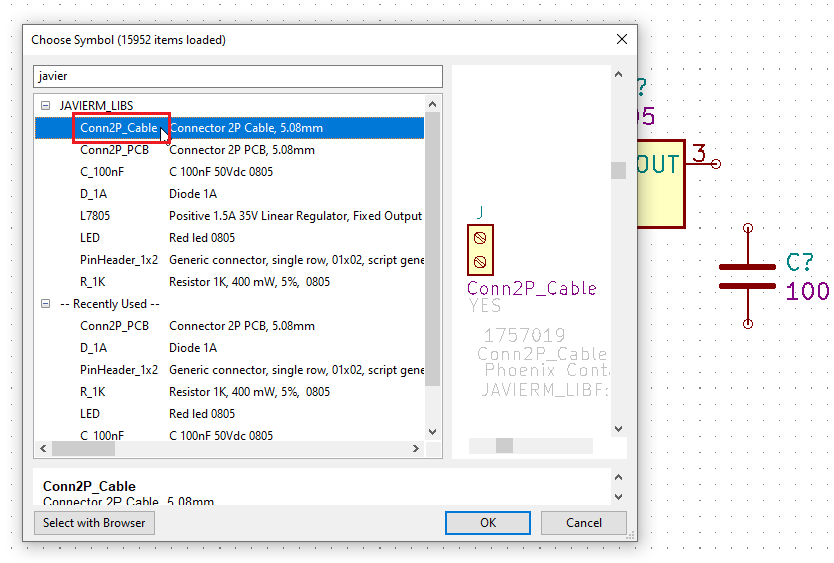 Choose Symbol (15952 items loaded)
javier
JAVIERM_LIBS
Conn2P_Cable Connector 2P Cable, 5.08mm
Conn2P_PCB Connector 2P PCB, 5.08mm
C_100nF C 100nF 50Vdc 0805
D_1A Diode 1A
L7805 Positive 1.5A 35V Linear Regulator, Fixed Output
LED Red led 0805
PinHeader_1x2 Generic connector, single row, 01x02, script gene
R_1K Resistor 1K, 400 mW, 5%,  0805
-- Recently Used --
Conn2P_PCB Connector 2P PCB, 5.08mm
D_1A Diode 1A
PinHeader_1x2 Generic connector, single row, 01x02, script gene
R_1K Resistor 1K, 400 mW, 5%,  0805
LED Red led 0805
C_100nF C 100nF 50Vdc 0805
J
Conn2P_Cable
YES
1757019
Conn2P_Cable
Phoenix Conta
JAVIERM_LIBF:
Conn2P_Cable
Connector 2P Cable, 5.08mm
Select with Browser
OK
Cancel
?
05
OUT
3
C?
100